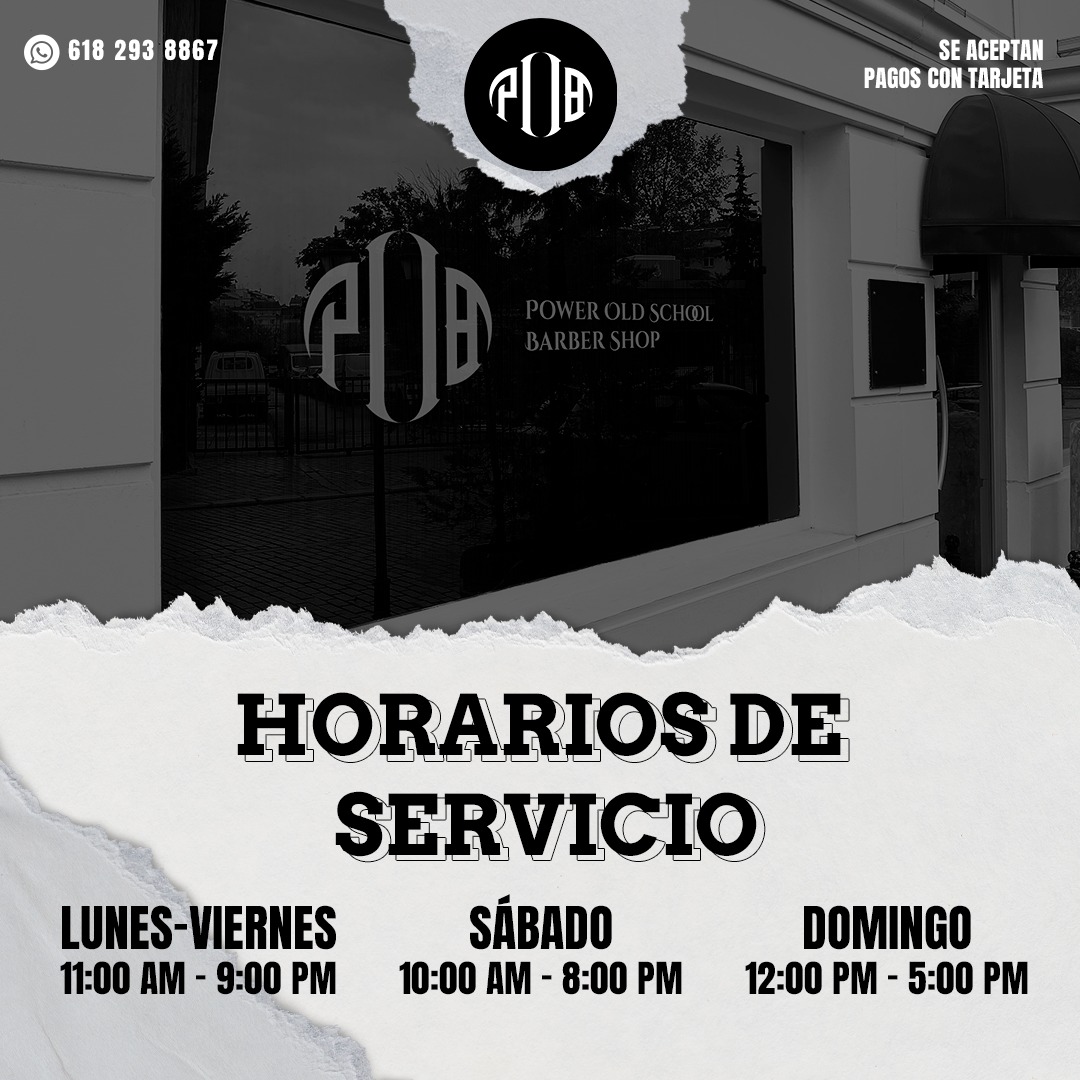 618 293 8867
SE ACEPTAN
PAGOS CON TARJETA
POB
POB
POWER OLD SCHOOL
BARBER SHOP
HORARIOS DE
SERVICIO
LUNES-VIERNES
11:00 AM - 9:00 PM
SÁBADO
10:00 AM - 8:00 PM
DOMINGO
12:00 PM - 5:00 PM